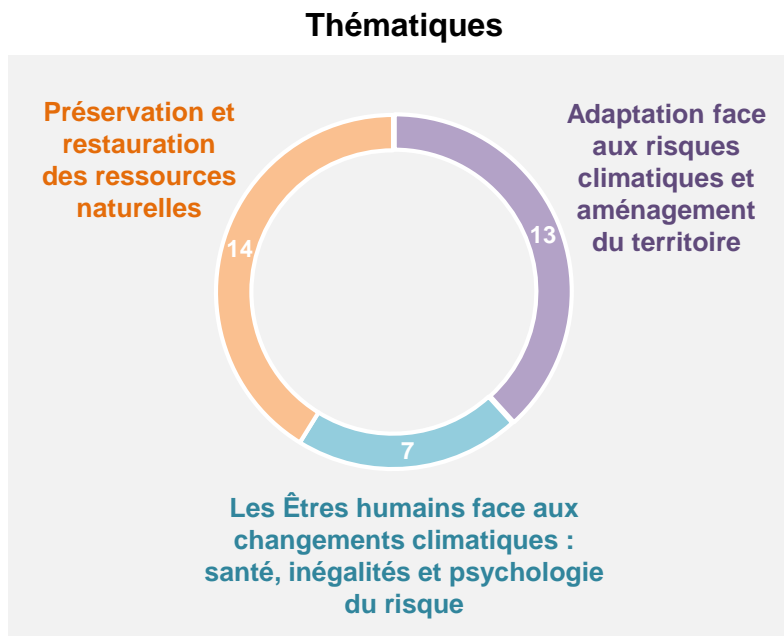 Thématiques
Préservation et
restauration
des ressources
naturelles
14
Adaptation face
aux risques
climatiques et
aménagement
du territoire
13
7
Les Êtres humains face aux
changements climatiques :
santé, inégalités et psychologie
du risque